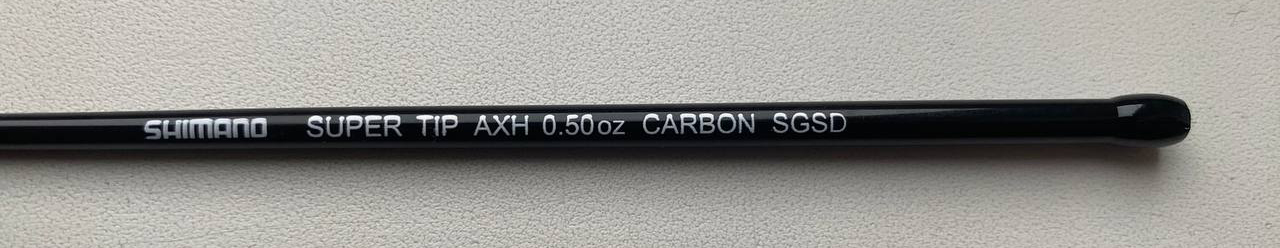 SHIMANO SUPER TIP AXH 0.50oz CARBON SGSD